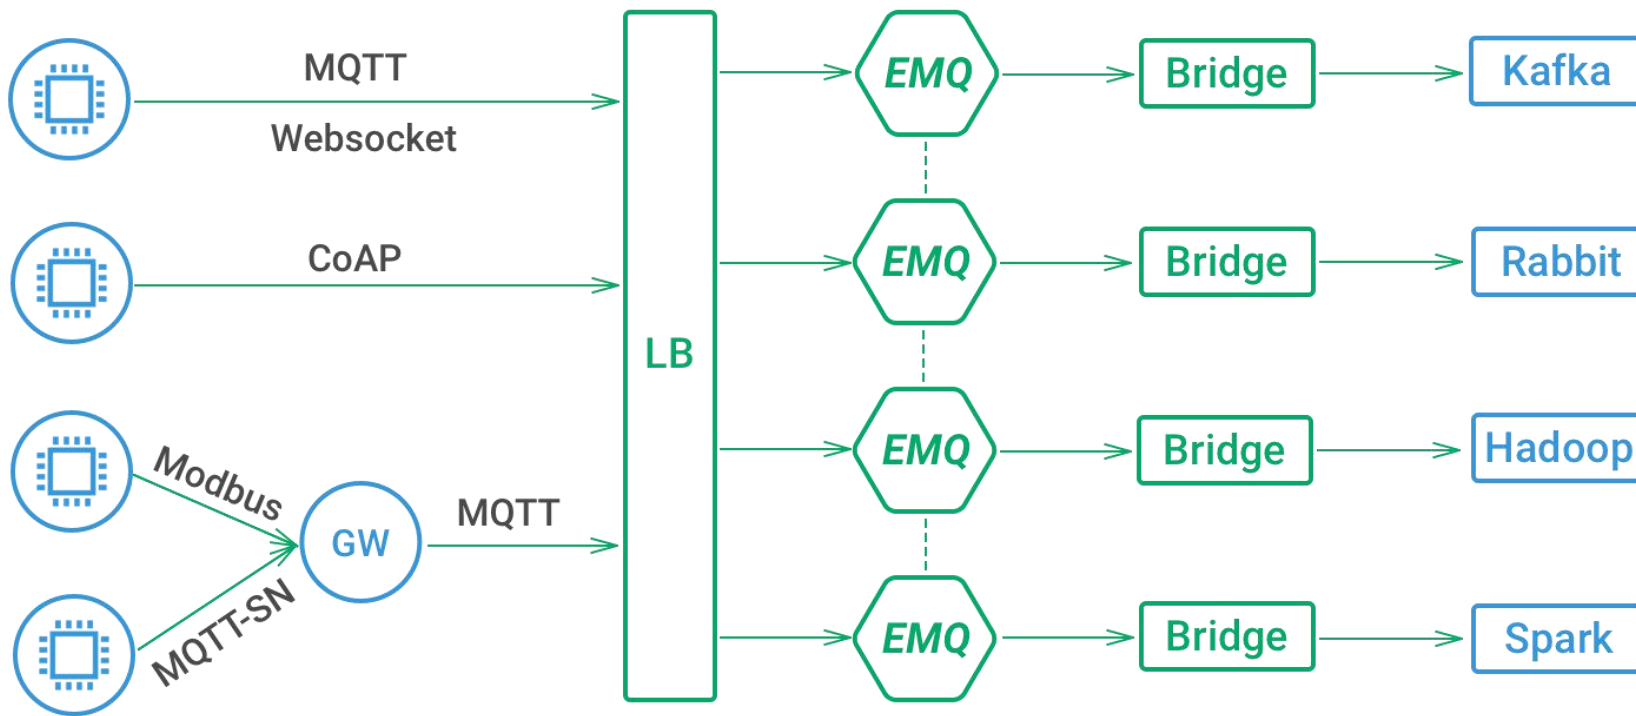 MQTT
Websocket
EMQ
Bridge
Kafka
CoAP
EMQ
Bridge
Rabbit
LB
Modbus
GW
MQTT
MQTT-SN
EMQ
Bridge
Hadoop
EMQ
Bridge
Spark